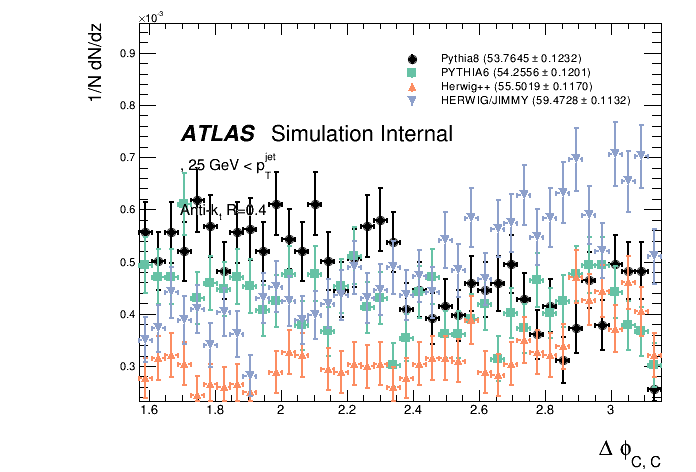 ×10⁻³
1/N dN/dz
0.9
0.8
0.7
0.6
0.5
0.4
0.3
Pythia8 (53.7645 ± 0.1232)
PYTHIA6 (54.2556 ± 0.1201)
Herwig++ (55.5019 ± 0.1170)
HERWIG/JIMMY (59.4728 ± 0.1132)
ATLAS Simulation Internal
, 25 GeV < p_T^jet
Anti-k, R=0.4
1.6 1.8 2 2.2 2.4 2.6 2.8 3
Δ ϕ_C, C